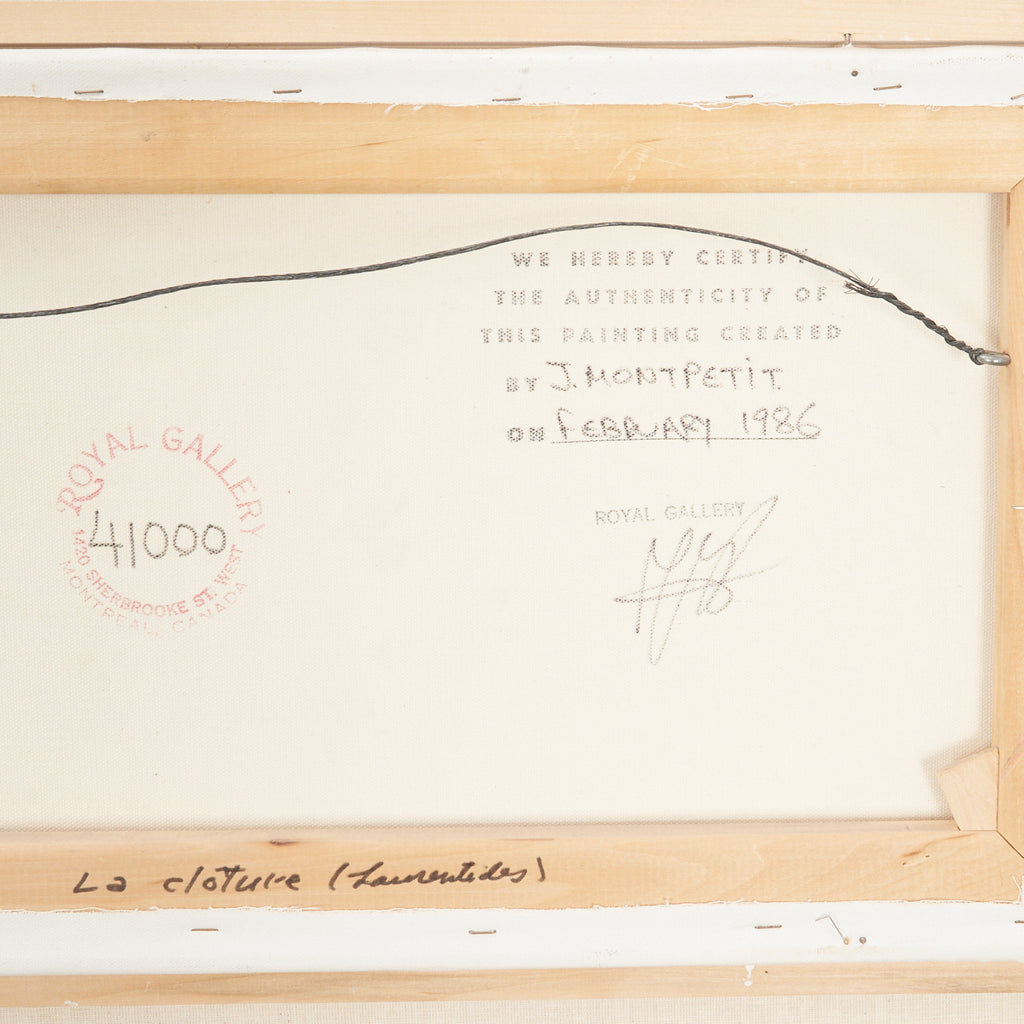 WE HEREBY CERTIFY
THE AUTHENTICITY OF
THIS PAINTING CREATED
BY J. MONTPETIT
ON FEBRUARY 1986
ROYAL GALLERY
41000
1420 SHERBROOKE ST. WEST
MONTREAL, CANADA
ROYAL GALLERY
La cloture (Laurentides)